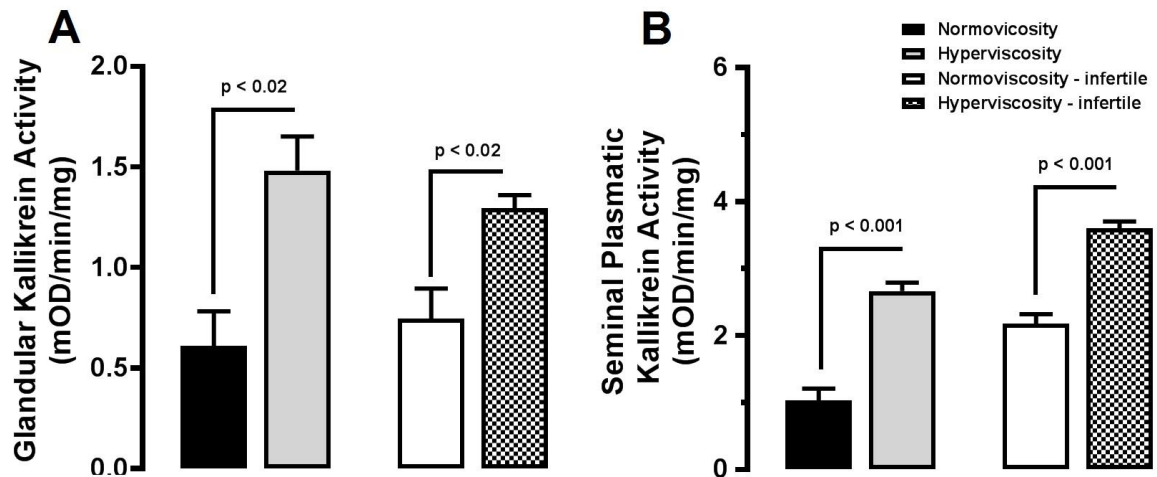 A
Glandular Kallikrein Activity
(mOD/min/mg)
2.0
1.5
1.0
0.5
0.0
p < 0.02
p < 0.02
B
Seminal Plasmatic
Kallikrein Activity
(mOD/min/mg)
6
4
2
0
p < 0.001
p < 0.001
Normovicosity
Hyperviscosity
Normoviscosity - infertile
Hyperviscosity - infertile